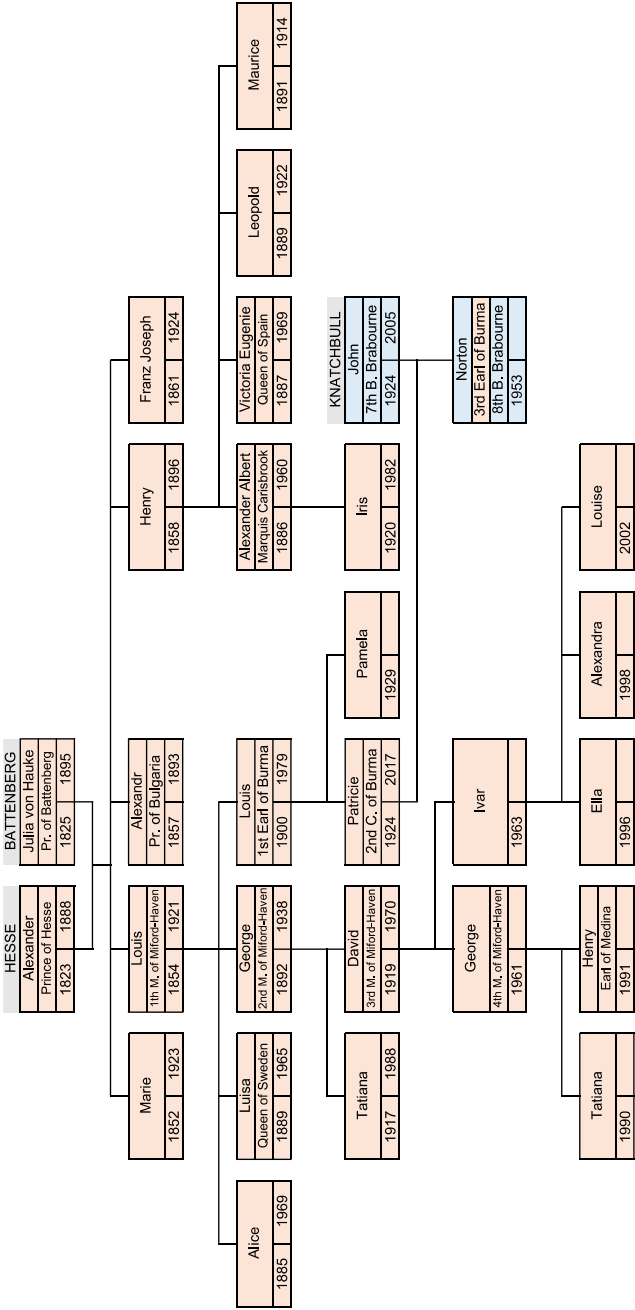 HESSE
BATTENBERG
Alexander
Prince of Hesse
1823 1888
Julia von Hauke
Pr. of Battenberg
1825 1895
Marie
1852 1923
Louis
1th M. of Miford-Haven
1854 1921
Alexandr
Pr. of Bulgaria
1857 1893
Henry
1858 1896
Franz Joseph
1861 1924
Alice
1885 1969
Luisa
Queen of Sweden
1889 1965
George
2nd M. of Miford-Haven
1892 1938
Louis
1st Earl of Burma
1900 1979
Alexander Albert
Marquis Carisbrook
1886 1960
Victoria Eugenie
Queen of Spain
1887 1969
Leopold
1889 1922
Maurice
1891 1914
Tatiana
1917 1988
David
3rd M. of Miford-Haven
1919 1970
Patricie
2nd C. of Burma
1924 2017
Pamela
1929
Iris
1920 1982
KNATCHBULL
John
7th B. Brabourne
1924 2005
George
4th M. of Miford-Haven
1961
Ivar
1963
Norton
3rd Earl of Burma
8th B. Brabourne
1953
Tatiana
1990
Henry
Earl of Medina
1991
Ella
1996
Alexandra
1998
Louise
2002